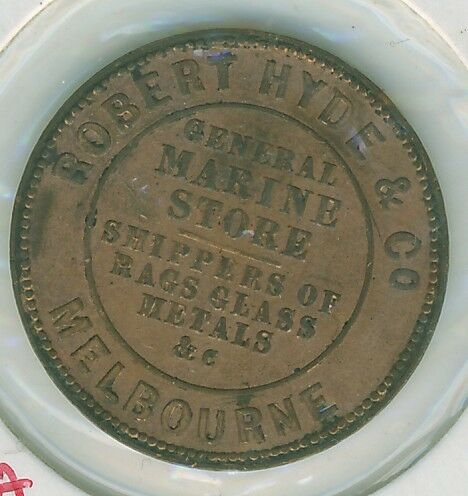 ROBERT HYDE & CO
GENERAL
MARINE
STORE
SHIPPERS OF
RAGS GLASS
METALS
& C
MELBOURNE